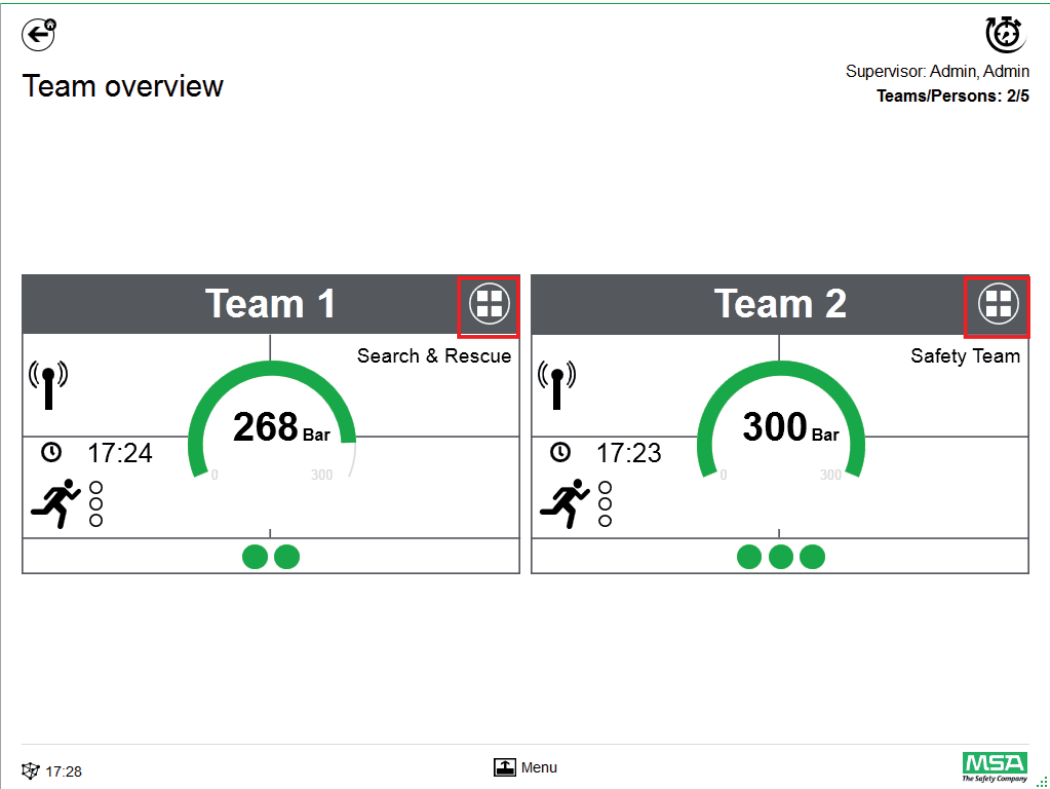 Supervisor: Admin, Admin
Team overview
Teams/Persons: 2/5
Team 1
Search & Rescue
268 Bar
17:24
0 300
Team 2
Safety Team
300 Bar
17:23
0 300
17:28
Menu
MSA
The Safety Company